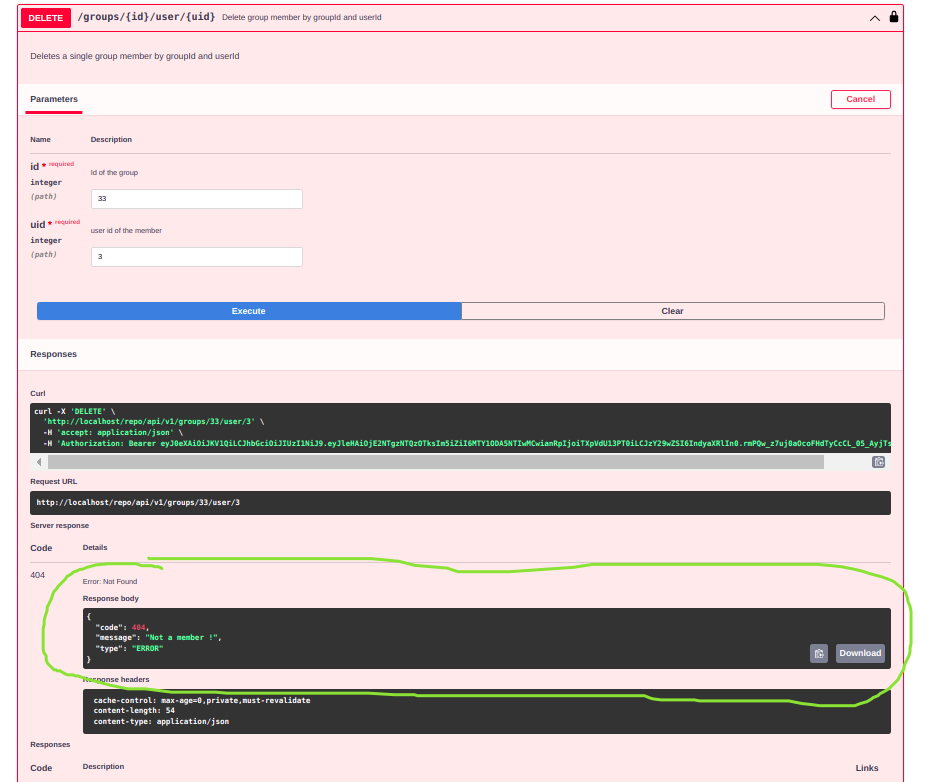 DELETE /groups/{id}/user/{uid} Delete group member by groupId and userId
Deletes a single group member by groupId and userId
Parameters
Cancel
Name Description
id * required
integer
(path)
Id of the group
33
uid * required
integer
(path)
user id of the member
3
Execute Clear
Responses
Curl
curl -X 'DELETE' \
'http://localhost/repo/api/v1/groups/33/user/3' \
-H 'accept: application/json' \
-H 'Authorization: Bearer
Request URL
http://localhost/repo/api/v1/groups/33/user/3
Server response
Code Details
404
Error: Not Found
Response body
{
"code": 404,
"message": "Not a member !",
"type": "ERROR"
}
Download
Response headers
cache-control: max-age=0,private,must-revalidate
content-length: 54
content-type: application/json
Responses
Code Description Links